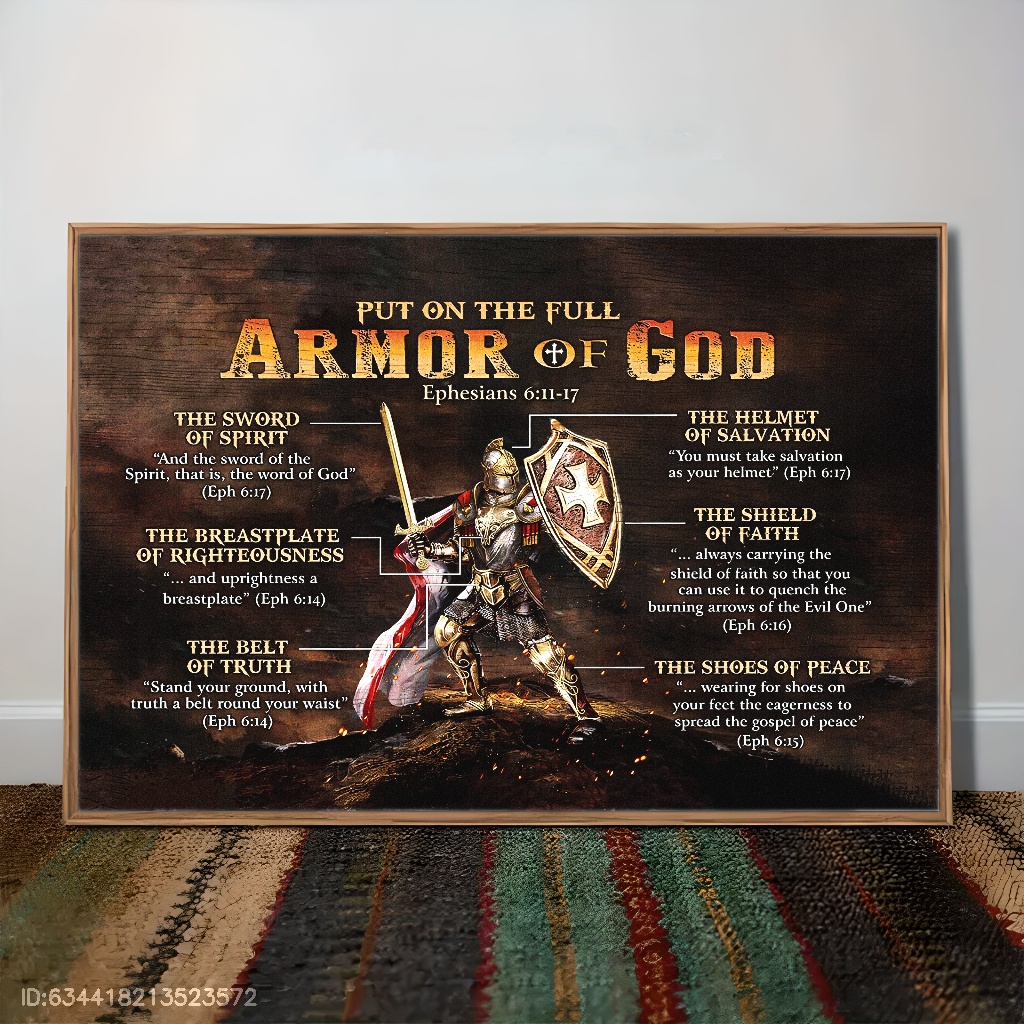 PUT ON THE FULL
ARMOR OF GOD
Ephesians 6:11-17
THE SWORD
OF SPIRIT
“And the sword of the
Spirit, that is, the word of God”
(Eph 6:17)
THE BREASTPLATE
OF RIGHTEOUSNESS
“... and uprightness a
breastplate” (Eph 6:14)
THE BELT
OF TRUTH
“Stand your ground, with
truth a belt round your waist”
(Eph 6:14)
THE HELMET
OF SALVATION
“You must take salvation
as your helmet” (Eph 6:17)
THE SHIELD
OF FAITH
“... always carrying the
shield of faith so that you
can use it to quench the
burning arrows of the Evil One”
(Eph 6:16)
THE SHOES OF PEACE
“... wearing for shoes on
your feet the eagerness to
spread the gospel of peace”
(Eph 6:15)
ID:634418213523572